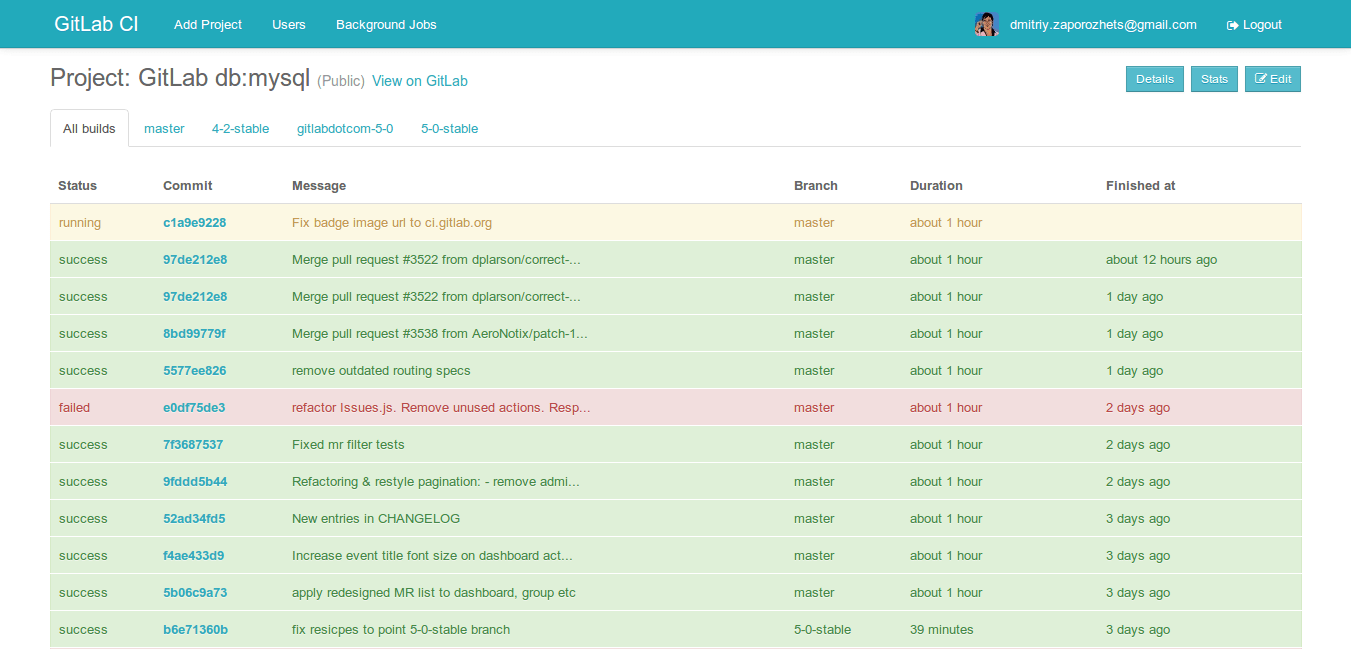 GitLab CI Add Project Users Background Jobs dmitriy.zaporozhets@gmail.com Logout
Project: GitLab db:mysql (Public) View on GitLab Details Stats Edit
All builds master 4-2-stable gitlabdotcom-5-0 5-0-stable
Status Commit Message Branch Duration Finished at
running c1a9e9228 Fix badge image url to ci.gitlab.org master about 1 hour
success 97de212e8 Merge pull request #3522 from dplarson/correct-... master about 1 hour about 12 hours ago
success 97de212e8 Merge pull request #3522 from dplarson/correct-... master about 1 hour 1 day ago
success 8bd99779f Merge pull request #3538 from AeroNotix/patch-1... master about 1 hour 1 day ago
success 5577ee826 remove outdated routing specs master about 1 hour 1 day ago
failed e0df75de3 refactor Issues.js. Remove unused actions. Resp... master about 1 hour 2 days ago
success 7f3687537 Fixed mr filter tests master about 1 hour 2 days ago
success 9fddd5b44 Refactoring & restyle pagination: - remove admi... master about 1 hour 2 days ago
success 52ad34fd5 New entries in CHANGELOG master about 1 hour 3 days ago
success f4ae433d9 Increase event title font size on dashboard act... master about 1 hour 3 days ago
success 5b06c9a73 apply redesigned MR list to dashboard, group etc master about 1 hour 3 days ago
success b6e71360b fix resicpes to point 5-0-stable branch 5-0-stable 39 minutes 3 days ago